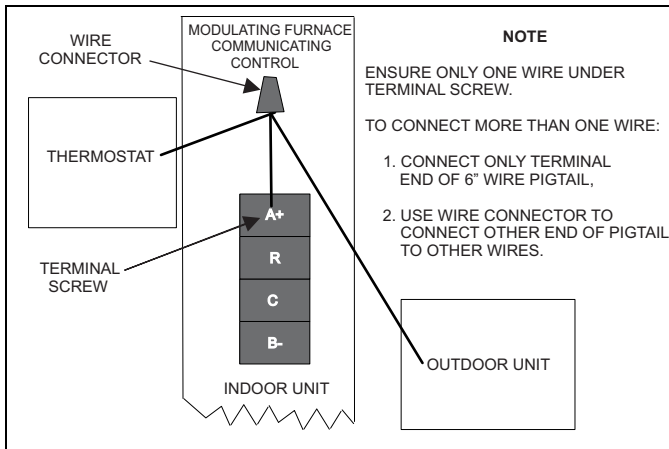 MODULATING FURNACE
COMMUNICATING
CONTROL
WIRE
CONNECTOR
THERMOSTAT
A+
R
C
B-
TERMINAL
SCREW
INDOOR UNIT
OUTDOOR UNIT
NOTE
ENSURE ONLY ONE WIRE UNDER
TERMINAL SCREW.
TO CONNECT MORE THAN ONE WIRE:
1. CONNECT ONLY TERMINAL
END OF 6” WIRE PIGTAIL,
2. USE WIRE CONNECTOR TO
CONNECT OTHER END OF PIGTAIL
TO OTHER WIRES.